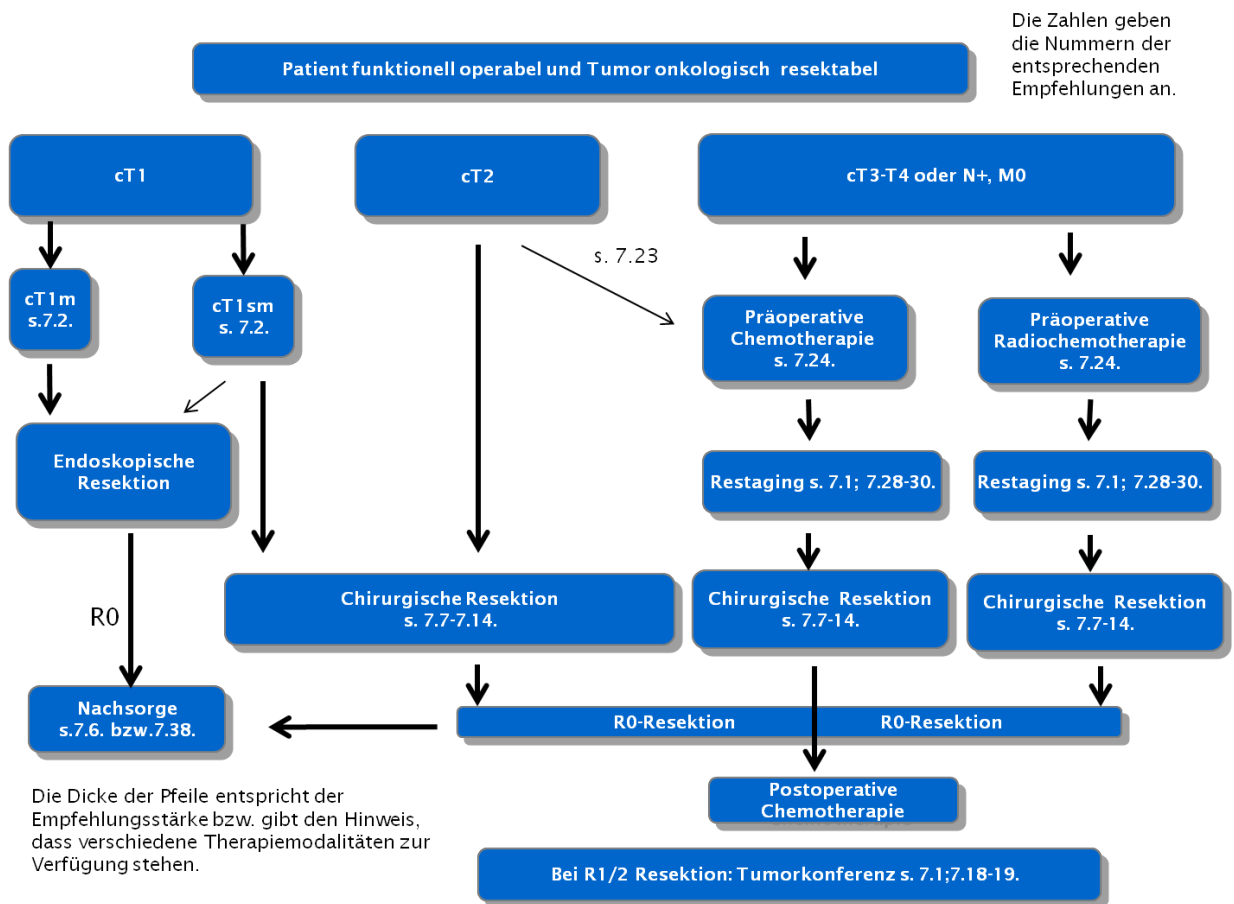 Die Zahlen geben
die Nummern der
entsprechenden
Empfehlungen an.
Patient funktionell operabel und Tumor onkologisch resektabel
cT1
cT2
cT3-T4 oder N+, M0
s. 7.23
cT1m
s.7.2.
cT1sm
s. 7.2.
Präoperative
Chemotherapie
s. 7.24.
Präoperative
Radiochemotherapie
s. 7.24.
Endoskopische
Resektion
Restaging s. 7.1; 7.28-30.
Restaging s. 7.1; 7.28-30.
Chirurgische Resektion
s. 7.7-7.14.
Chirurgische Resektion
s. 7.7-14.
Chirurgische Resektion
s. 7.7-14.
R0
Nachsorge
s.7.6. bzw.7.38.
R0-Resektion
R0-Resektion
Postoperative
Chemotherapie
Die Dicke der Pfeile entspricht der
Empfehlungsstärke bzw. gibt den Hinweis,
dass verschiedene Therapiemodalitäten zur
Verfügung stehen.
Bei R1/2 Resektion: Tumorkonferenz s. 7.1;7.18-19.